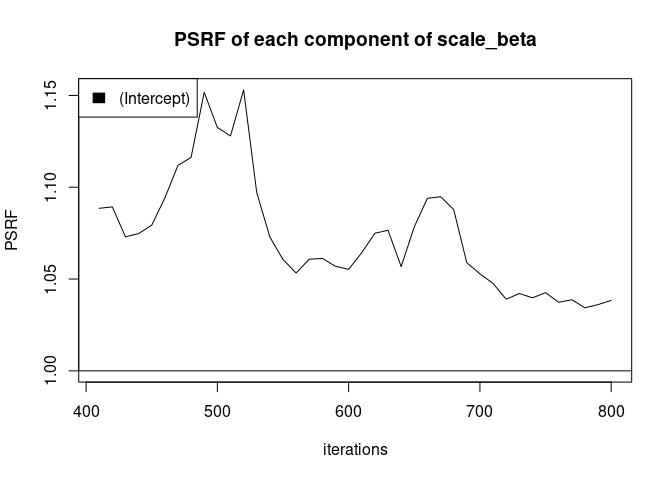 PSRF of each component of scale_beta
(Intercept)
PSRF
1.15
1.10
1.05
1.00
400 500 600 700 800
iterations